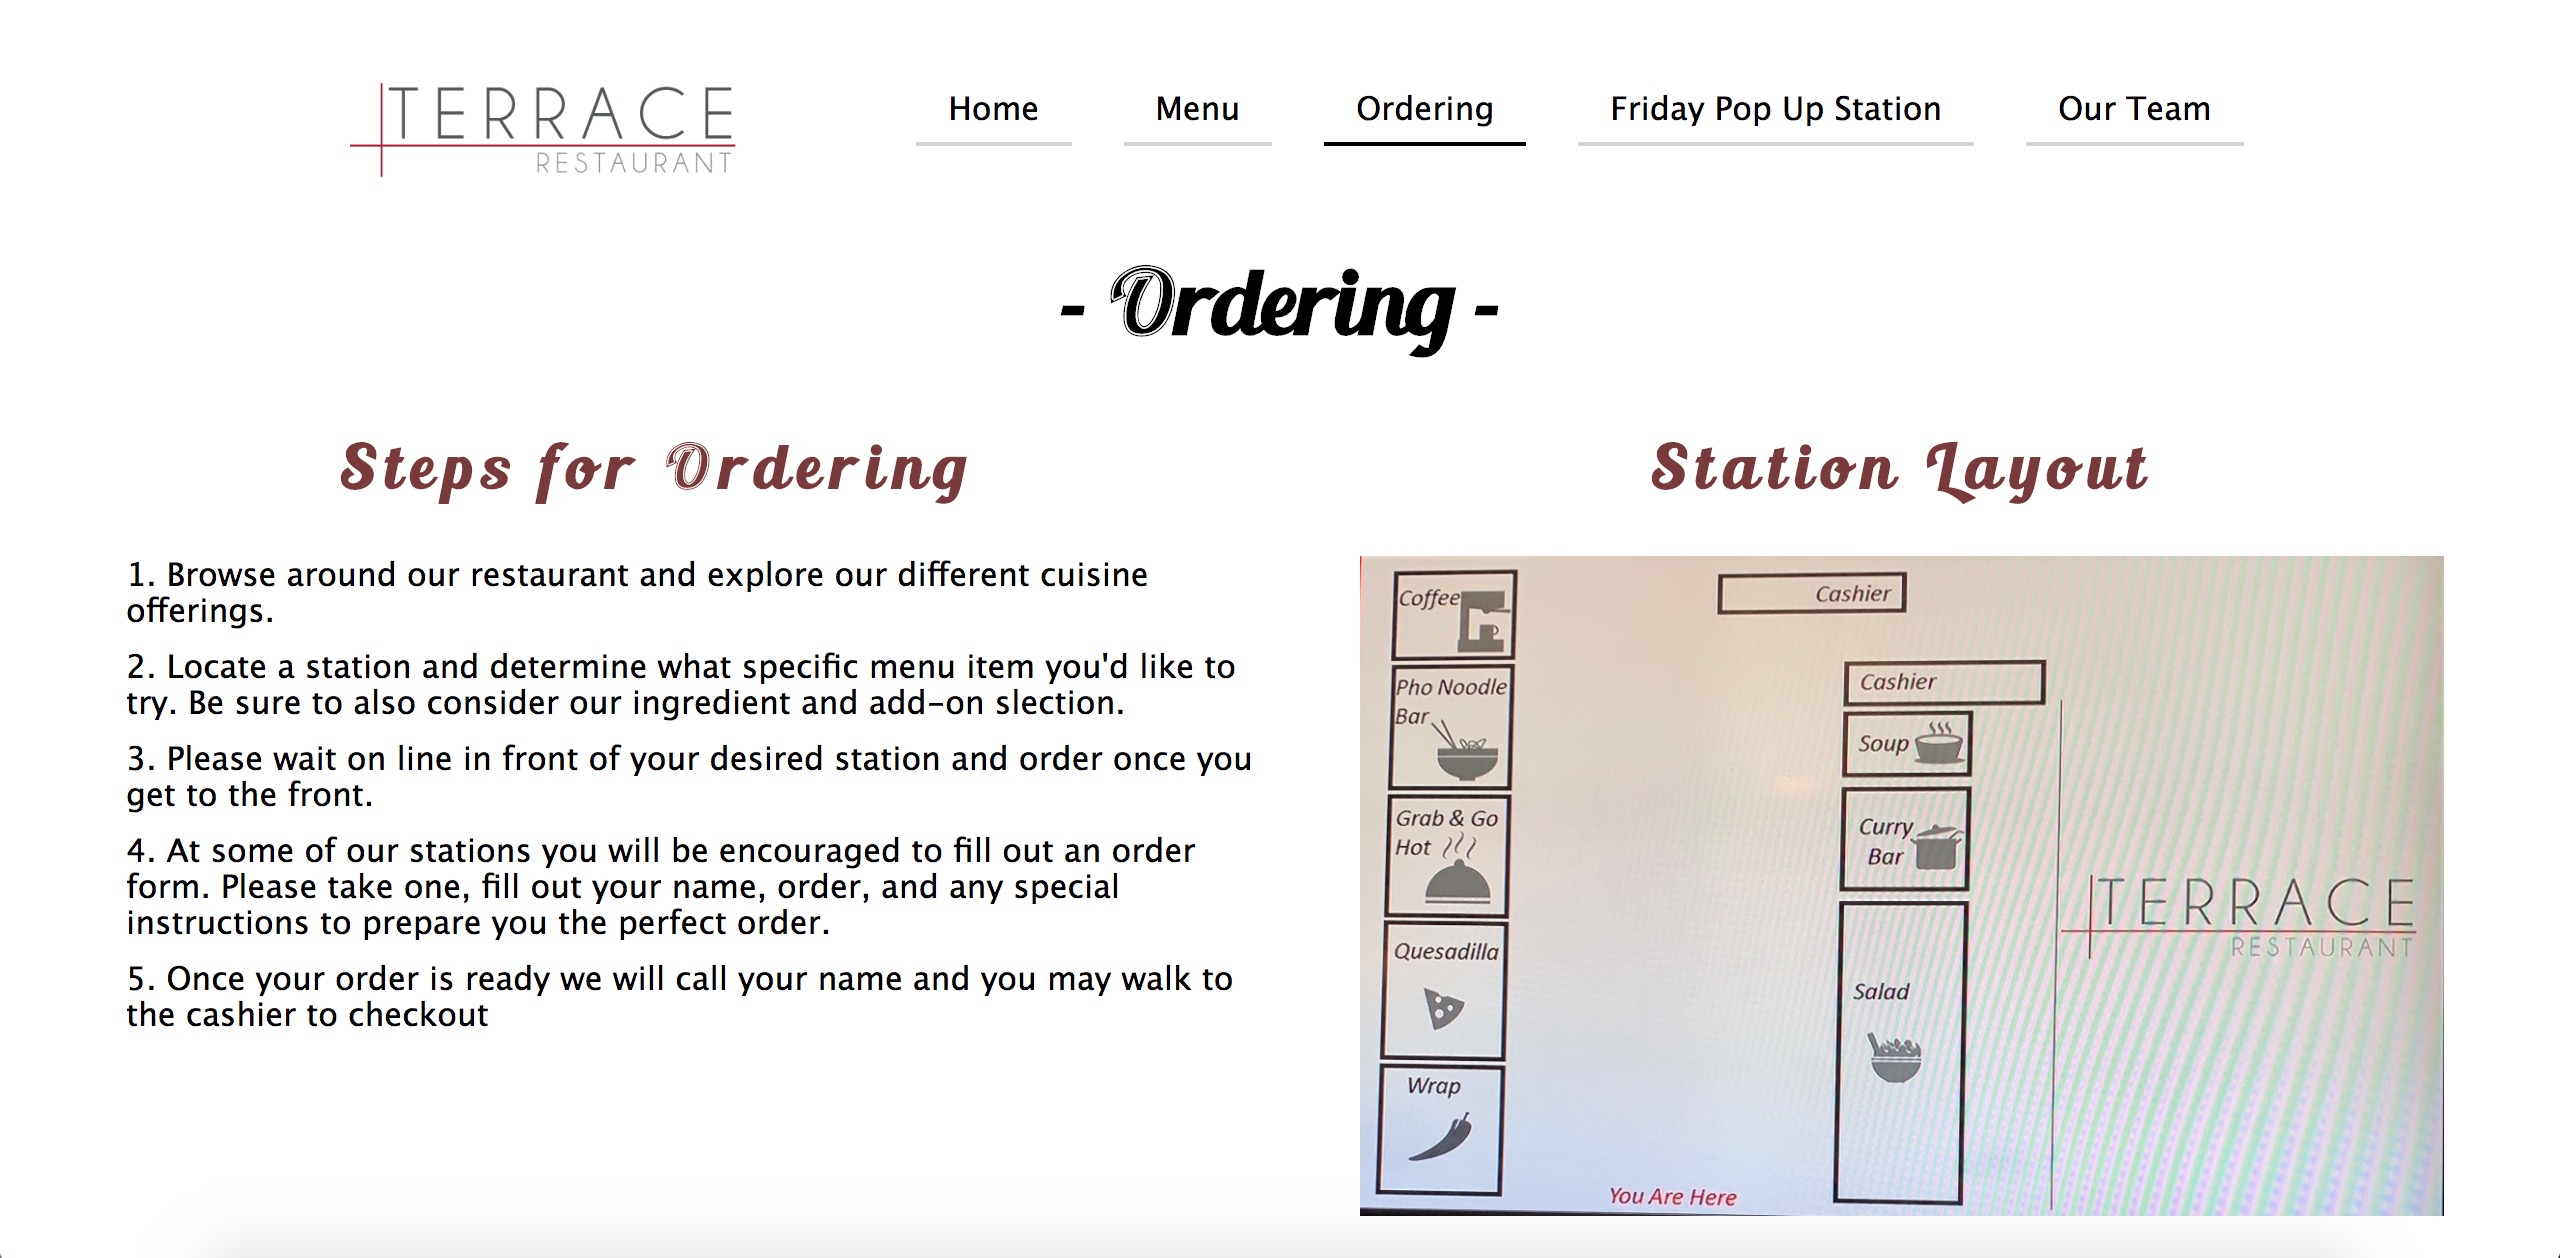 TERRACE
RESTAURANT
Home
Menu
Ordering
Friday Pop Up Station
Our Team
- Ordering -
Steps for Ordering
1. Browse around our restaurant and explore our different cuisine
offerings.
2. Locate a station and determine what specific menu item you'd like to
try. Be sure to also consider our ingredient and add-on slection.
3. Please wait on line in front of your desired station and order once you
get to the front.
4. At some of our stations you will be encouraged to fill out an order
form. Please take one, fill out your name, order, and any special
instructions to prepare you the perfect order.
5. Once your order is ready we will call your name and you may walk to
the cashier to checkout
Station Layout
Coffee
Pho Noodle
Bar
Grab & Go
Hot
Quesadilla
Wrap
Cashier
Cashier
Soup
Curry
Bar
Salad
You Are Here
TERRACE
RESTAURANT